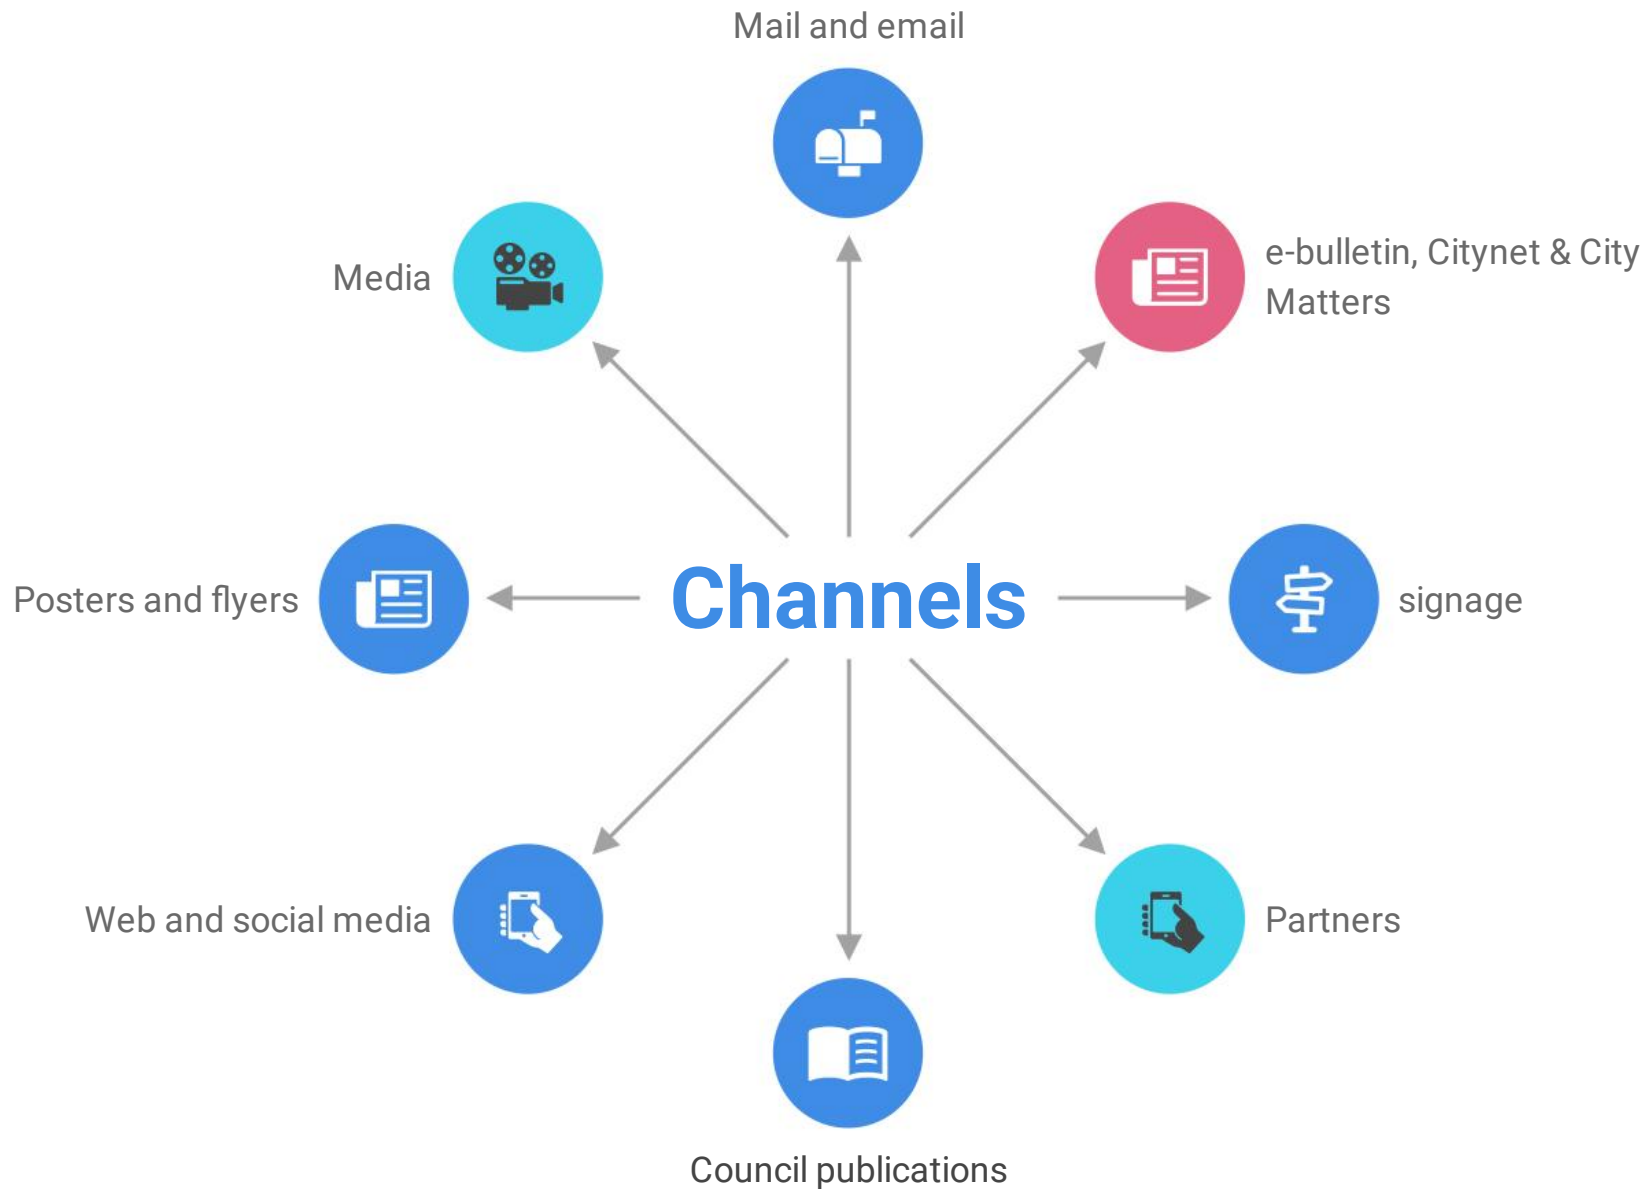 Mail and email
Media
e-bulletin, Citynet & City
Matters
Posters and flyers
Channels
signage
Web and social media
Partners
Council publications